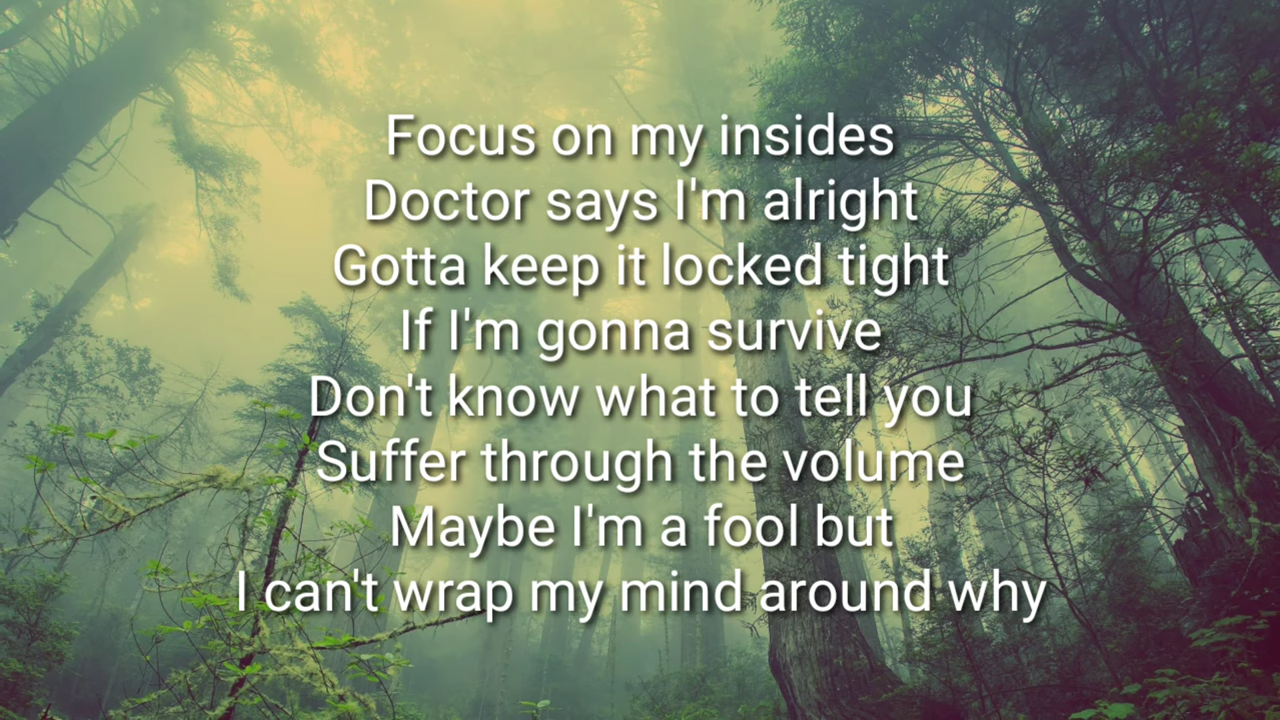 Focus on my insides
Doctor says I'm alright
Gotta keep it locked tight
If I'm gonna survive
Don't know what to tell you
Suffer through the volume
Maybe I'm a fool but
I can't wrap my mind around why